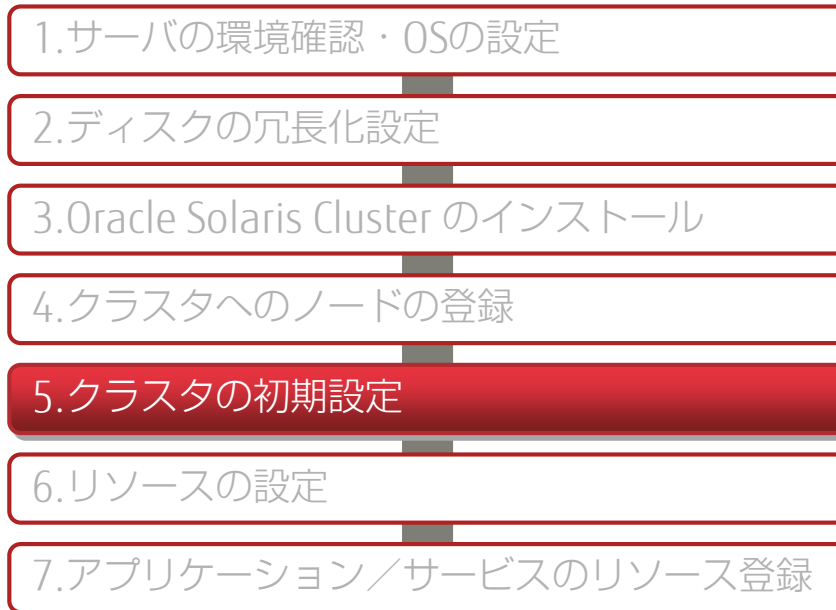 1.サーバの環境確認・OSの設定
2.ディスクの冗長化設定
3.Oracle Solaris Cluster のインストール
4.クラスタへのノードの登録
5.クラスタの初期設定
6.リソースの設定
7.アプリケーション／サービスのリソース登録